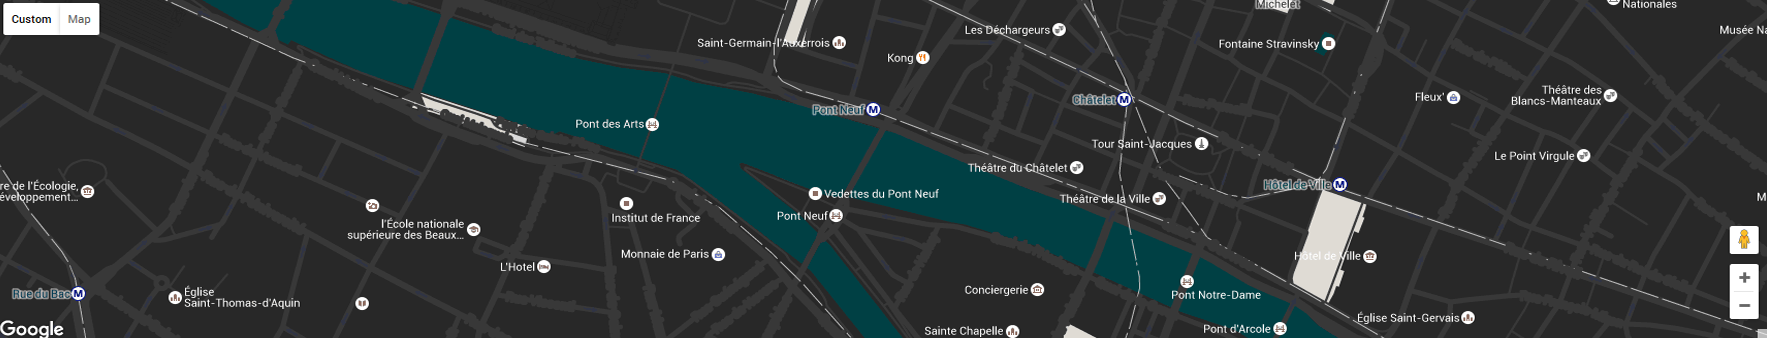 Custom
Map
Michelet
Nationales
Les Déchargeurs
Musée Na
Saint-Germain-l'Auxerrois
Fontaine Stravinsky
Kong
Théâtre des
Blancs-Manteaux
Fleux'
Châtelet
Pont Neuf
Pont des Arts
Tour Saint-Jacques
Le Point Virgule
Théâtre du Châtelet
re de l'Écologie,
éveloppement...
Hôtel de Ville
Vedettes du Pont Neuf
Théâtre de la Ville
M
Institut de France
Pont Neuf
l'École nationale
supérieure des Beaux...
Monnaie de Paris
Hôtel de Ville
L'Hotel
Conciergerie
Rue du Bac
Église
Saint-Thomas-d'Aquin
Pont Notre-Dame
Église Saint-Gervais
Google
Sainte Chapelle
Pont d'Arcole